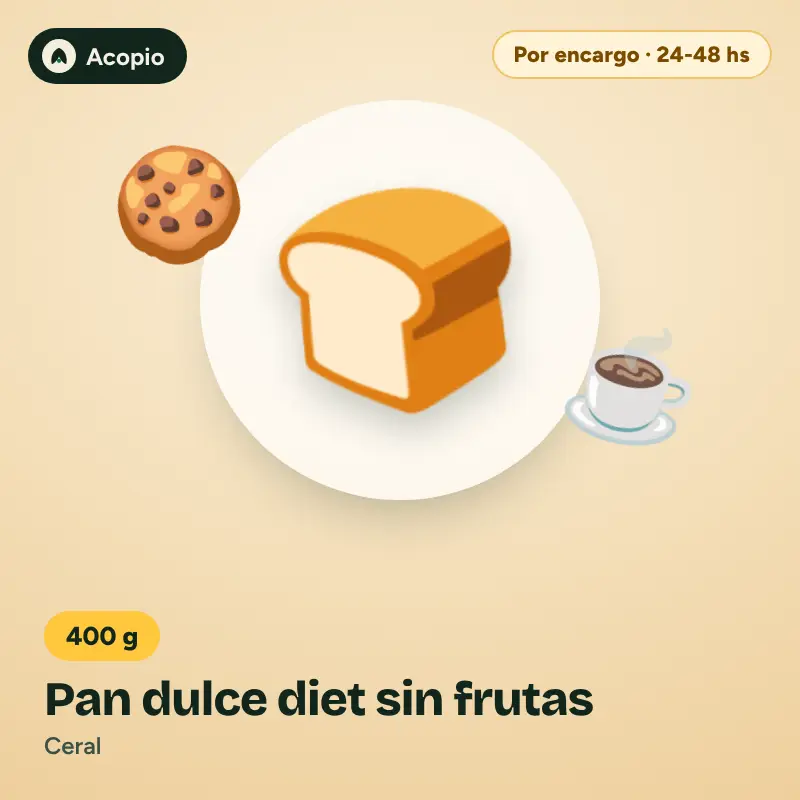 Acopio
Por encargo · 24-48 hs
400 g
Pan dulce diet sin frutas
Ceral